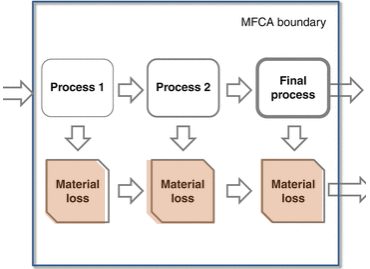 MFCA boundary
Process 1
Process 2
Final
process
Material
loss
Material
loss
Material
loss